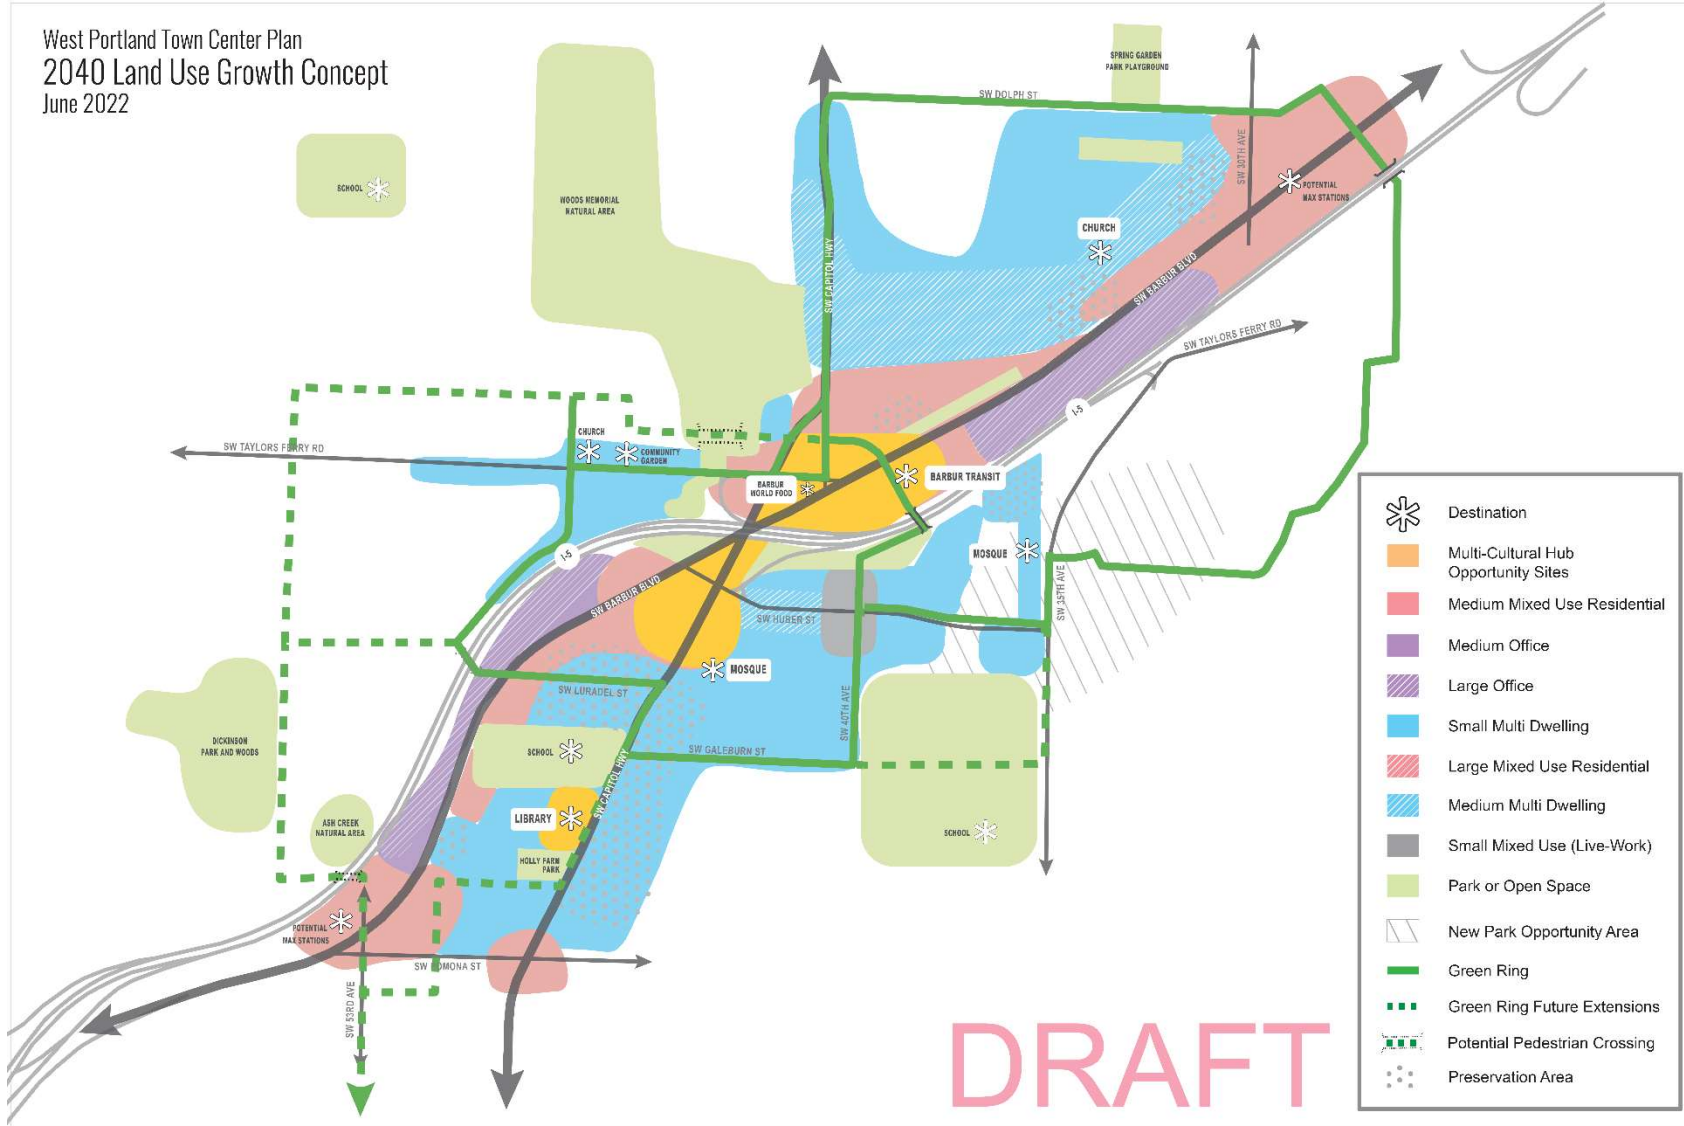 West Portland Town Center Plan
2040 Land Use Growth Concept
June 2022
SPRING GARDEN
PARK PLAYGROUND
SW DOLPH ST
SW 30TH AVE
SCHOOL
WOODS MEMORIAL
NATURAL AREA
POTENTIAL
MAX STATIONS
CHURCH
SW CAPITOL HWY
SW BARBUR BLVD
SW TAYLORS FERRY RD
I-5
CHURCH
COMMUNITY
GARDEN
SW TAYLORS FERRY RD
BARBUR
WORLD FOOD
BARBUR TRANSIT
MOSQUE
I-5
SW BARBUR BLVD
SW 35TH AVE
SW HUBER ST
MOSQUE
SW LURADEL ST
SW 40TH AVE
DICKINSON
PARK AND WOODS
SCHOOL
SW GALEBURN ST
SW CAPITOL HWY
LIBRARY
ASH CREEK
NATURAL AREA
SCHOOL
HOLLY FARM
PARK
POTENTIAL
MAX STATIONS
SW POMONA ST
SW 53RD AVE
DRAFT
Destination
Multi-Cultural Hub
Opportunity Sites
Medium Mixed Use Residential
Medium Office
Large Office
Small Multi Dwelling
Large Mixed Use Residential
Medium Multi Dwelling
Small Mixed Use (Live-Work)
Park or Open Space
New Park Opportunity Area
Green Ring
Green Ring Future Extensions
Potential Pedestrian Crossing
Preservation Area